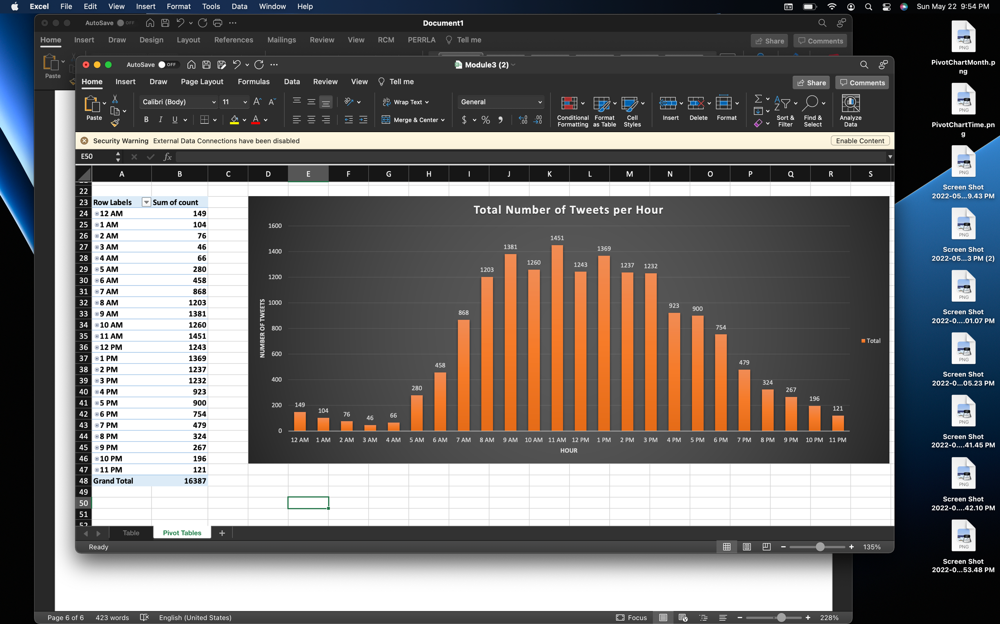 Excel File Edit View Insert Format Tools Data Window Help Sun May 22 9:54 PM
AutoSave OFF Document1
Home Insert Draw Design Layout References Mailings Review View RCM PERRLA Tell me Share Comments
Paste
AutoSave OFF Module3 (2)
Home Insert Draw Page Layout Formulas Data Review View Tell me Share Comments
Paste Calibri (Body) 11 Wrap Text General
B I U Merge & Center $ % Conditional Formatting Format as Table Cell Styles Insert Delete Format Sort & Filter Find & Select Analyze Data
Security Warning External Data Connections have been disabled Enable Content
E50 fx
A B C D E F G H I J K L M N O P Q R S
22
23 Row Labels Sum of count
24 12 AM 149
25 1 AM 104
26 2 AM 76
27 3 AM 46
28 4 AM 66
29 5 AM 280
30 6 AM 458
31 7 AM 868
32 8 AM 1203
33 9 AM 1381
34 10 AM 1260
35 11 AM 1451
36 12 PM 1243
37 1 PM 1369
38 2 PM 1237
39 3 PM 1232
40 4 PM 923
41 5 PM 900
42 6 PM 754
43 7 PM 479
44 8 PM 324
45 9 PM 267
46 10 PM 196
47 11 PM 121
48 Grand Total 16387
49
50
51
52
Total Number of Tweets per Hour
NUMBER OF TWEETS
1600
1400
1200
1000
800
600
400
200
0
149 104 76 46 66 280 458 868 1203 1381 1260 1451 1243 1369 1237 1232 923 900 754 479 324 267 196 121
12 AM 1 AM 2 AM 3 AM 4 AM 5 AM 6 AM 7 AM 8 AM 9 AM 10 AM 11 AM 12 PM 1 PM 2 PM 3 PM 4 PM 5 PM 6 PM 7 PM 8 PM 9 PM 10 PM 11 PM
HOUR
Total
Table Pivot Tables +
Ready 135%
Page 6 of 6 423 words English (United States) Focus 228%
PNG
PivotChartMonth.p
ng
PNG
PivotChartTime.pn
g
PNG
Screen Shot
2022-05...9.43 PM
PNG
Screen Shot
2022-05...3 PM (2)
PNG
Screen Shot
2022-0....01.07 PM
PNG
Screen Shot
2022-0...05.23 PM
PNG
Screen Shot
2022-0....41.45 PM
PNG
Screen Shot
2022-0....42.10 PM
PNG
Screen Shot
2022-0...53.48 PM